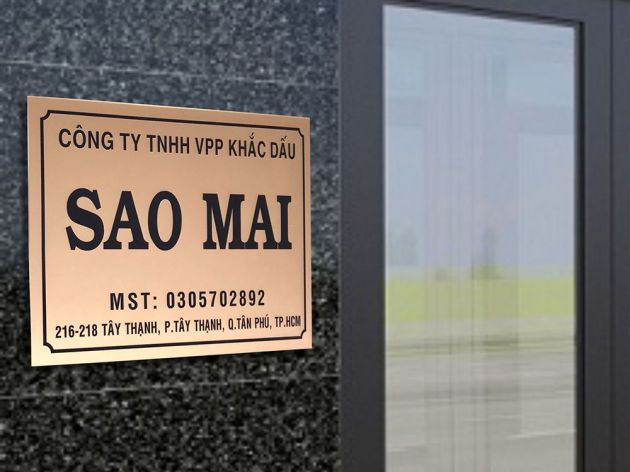 CÔNG TY TNHH VPP KHẮC DẤU
SAO MAI
MST: 0305702892
216-218 TÂY THẠNH, P.TÂY THẠNH, Q.TÂN PHÚ, TP.HCM